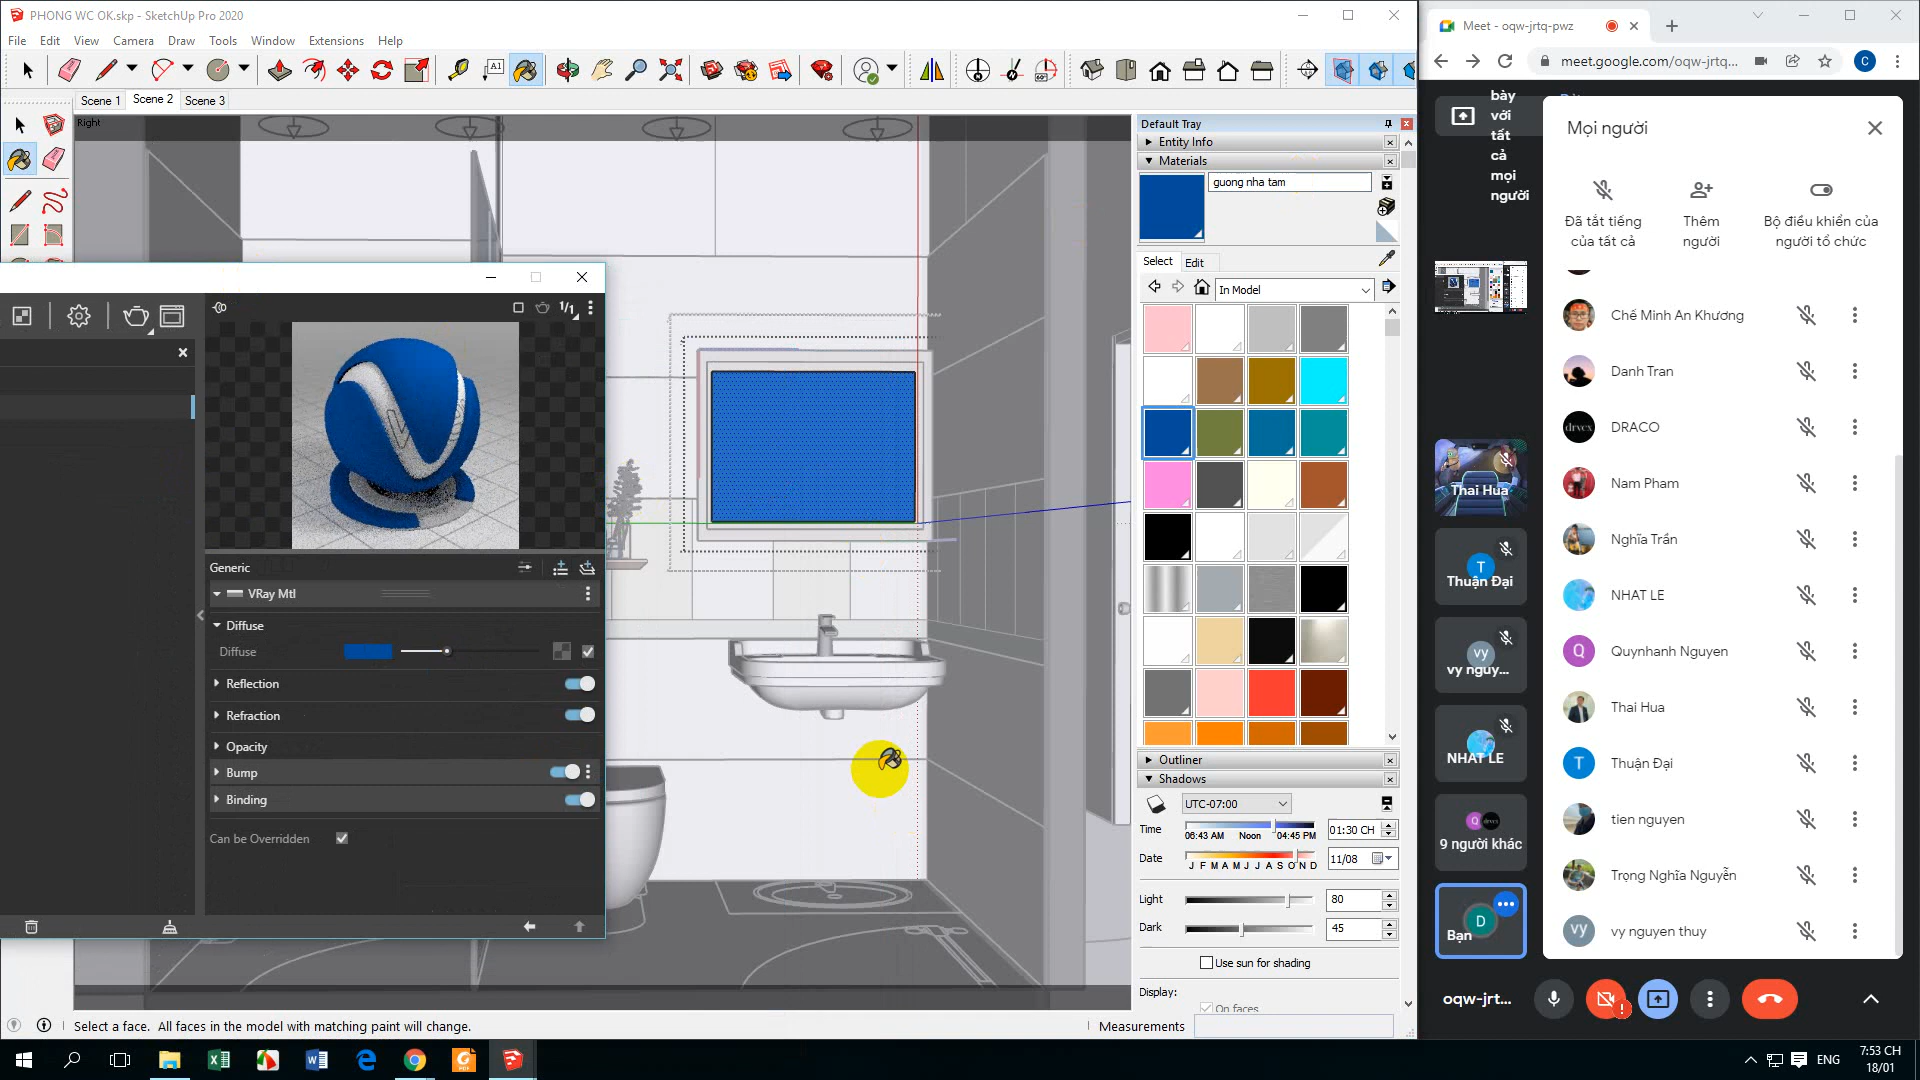 PHONG WC OK.skp - SketchUp Pro 2020
File Edit View Camera Draw Tools Window Extensions Help
A1
Scene 1 Scene 2 Scene 3
Right
1/1
Generic
VRay Mtl
Diffuse
Diffuse
Reflection
Refraction
Opacity
Bump
Binding
Can be Overridden
Default Tray
Entity Info
Materials
guong nha tam
Select Edit
In Model
Outliner
Shadows
UTC-07:00
Time
06:43 AM Noon 04:45 PM
01:30 CH
Date
J F M A M J J A S O N D
11/08
Light
80
Dark
45
Use sun for shading
Display:
On faces
Select a face. All faces in the model with matching paint will change.
Measurements
Meet - oqw-jrtq-pwz
meet.google.com/oqw-jrtq...
C
bày
với
tất
cả
mọi
người
Mọi người
Đã tắt tiếng
của tất cả
Thêm
người
Bộ điều khiển của
người tổ chức
Chế Minh An Khương
Danh Tran
drvcx
DRACO
Nam Pham
Nghĩa Trần
NHAT LE
Q
Quynhanh Nguyen
Thai Hua
T
Thuận Đại
tien nguyen
Trọng Nghĩa Nguyễn
vy
vy nguyen thuy
Thai Hua
T
Thuận Đại
vy
vy nguy...
NHAT LE
Q
9 người khác
D
Bạn
oqw-jrt...
ENG
7:53 CH
18/01